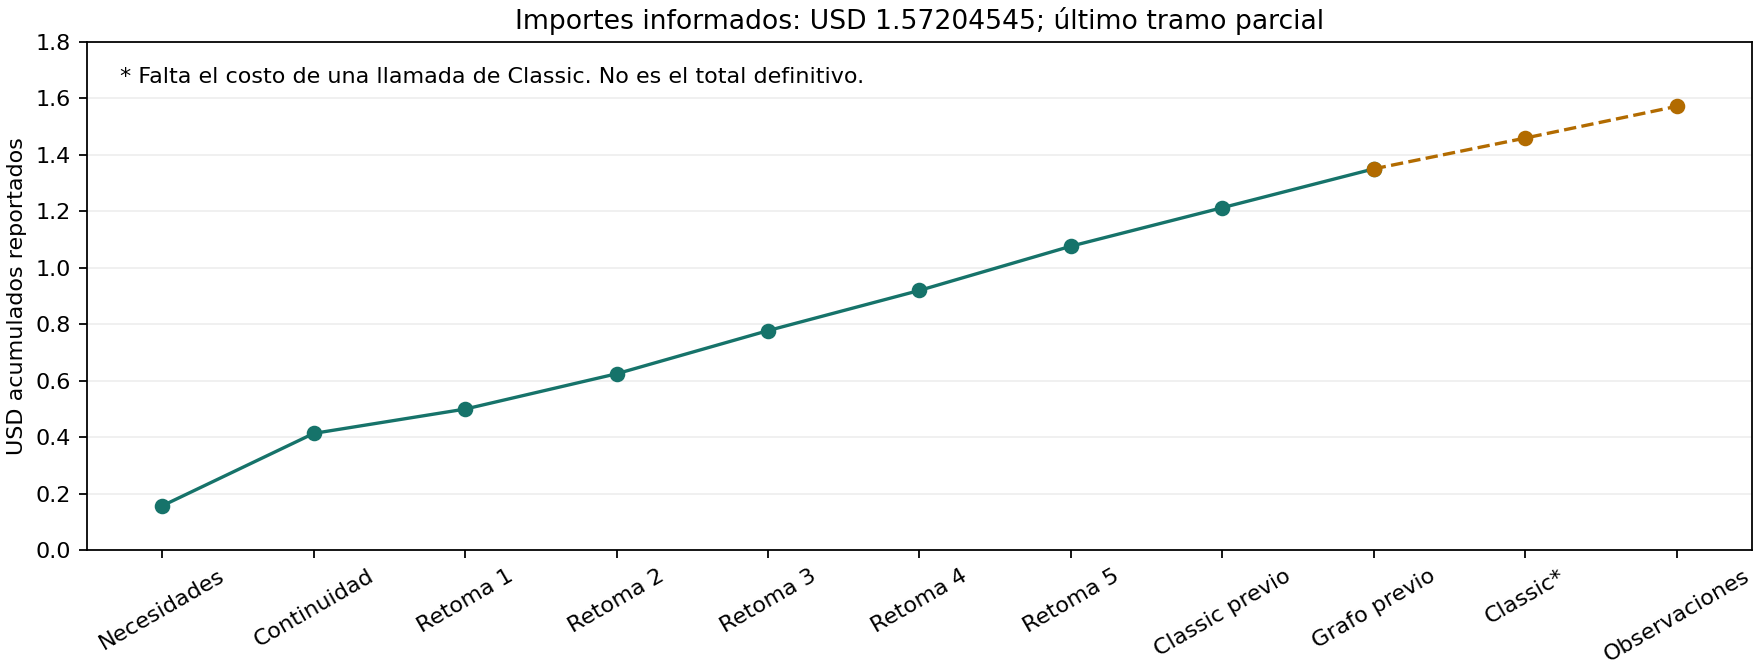 Importes informados: USD 1.57204545; último tramo parcial
* Falta el costo de una llamada de Classic. No es el total definitivo.
USD acumulados reportados
1.8
1.6
1.4
1.2
1.0
0.8
0.6
0.4
0.2
0.0
Necesidades
Continuidad
Retoma 1
Retoma 2
Retoma 3
Retoma 4
Retoma 5
Classic previo
Grafo previo
Classic*
Observaciones